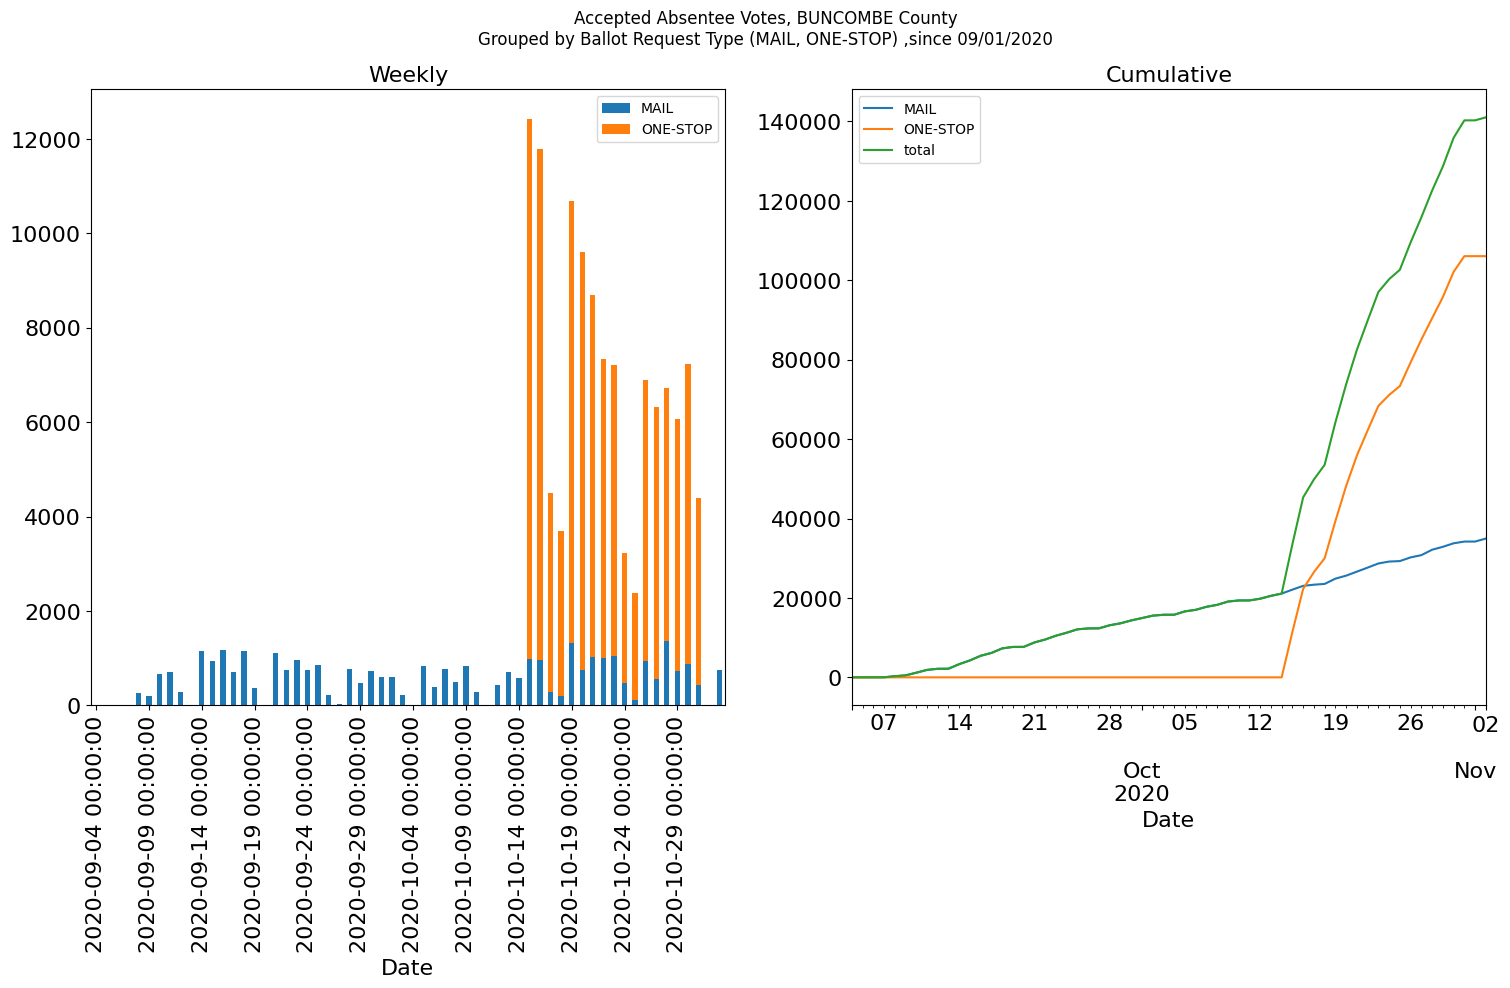 Accepted Absentee Votes, BUNCOMBE County
Grouped by Ballot Request Type (MAIL, ONE-STOP) ,since 09/01/2020
Weekly
MAIL
ONE-STOP
12000
10000
8000
6000
4000
2000
0
2020-09-04 00:00:00
2020-09-09 00:00:00
2020-09-14 00:00:00
2020-09-19 00:00:00
2020-09-24 00:00:00
2020-09-29 00:00:00
2020-10-04 00:00:00
2020-10-09 00:00:00
2020-10-14 00:00:00
2020-10-19 00:00:00
2020-10-24 00:00:00
2020-10-29 00:00:00
Date
Cumulative
MAIL
ONE-STOP
total
140000
120000
100000
80000
60000
40000
20000
0
07 14 21 28 05 12 19 26 02
Oct Nov
2020
Date